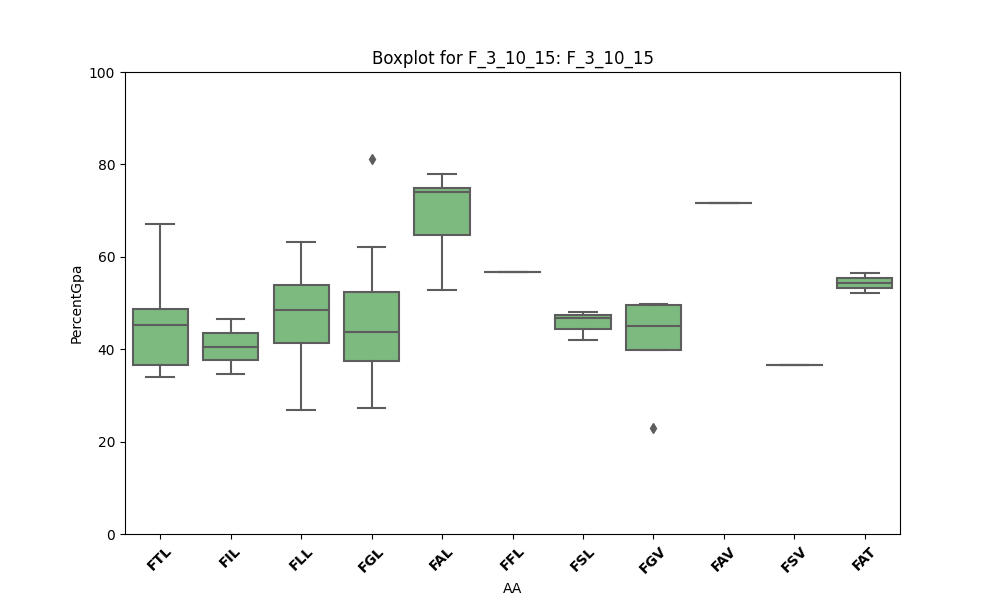 Boxplot for F_3_10_15: F_3_10_15
100
80
60
40
20
0
PercentGpa
FTL
FIL
FLL
FGL
FAL
FFL
FSL
FGV
FAV
FSV
FAT
AA